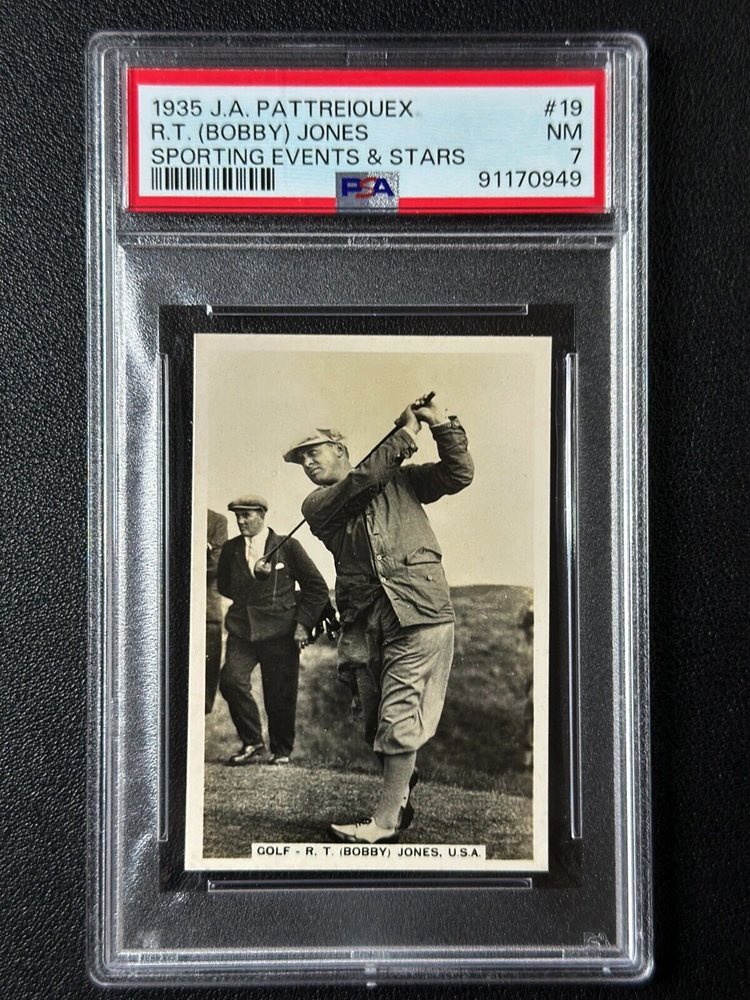 1935 J.A. PATTREIOUEX #19
R.T. (BOBBY) JONES NM
SPORTING EVENTS & STARS 7
PSA 91170949
GOLF - R. T. (BOBBY) JONES, U.S.A.